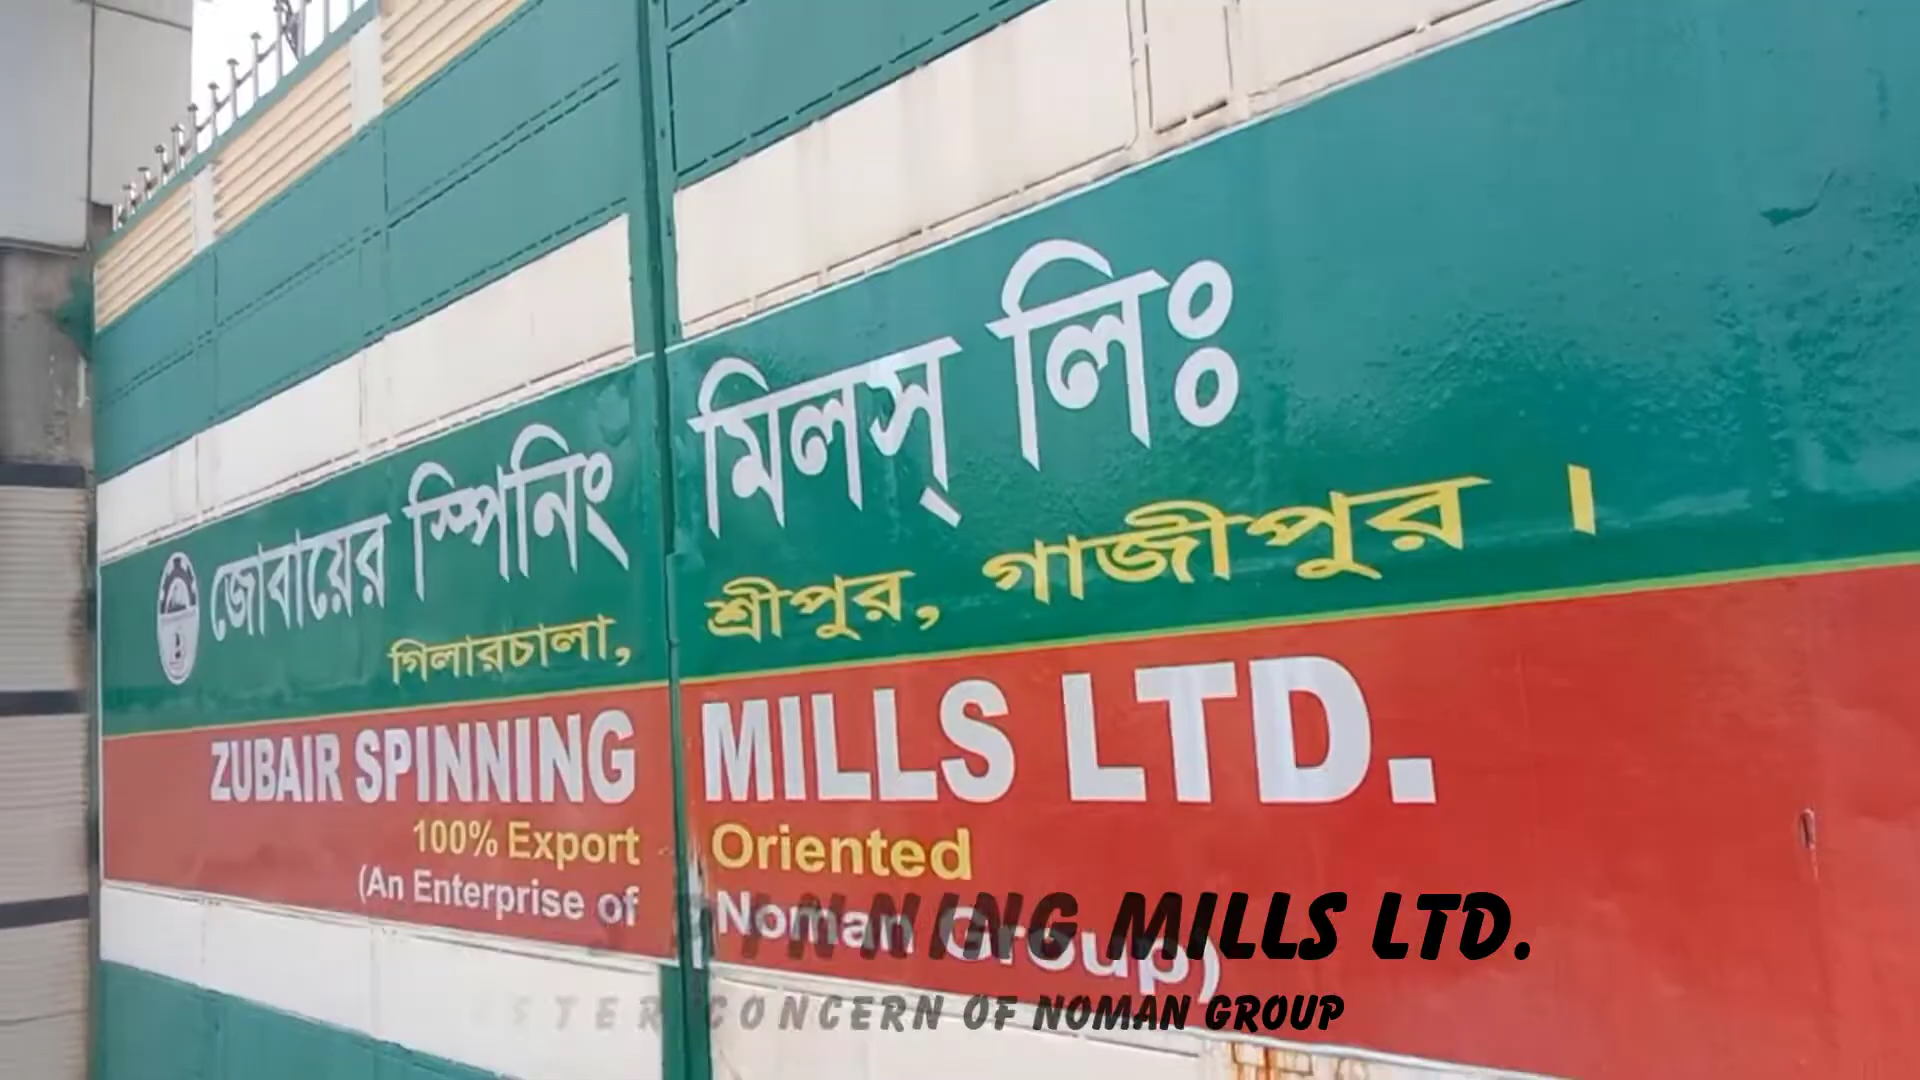 জোবায়ের স্পিনিং মিলস্ লিঃ
গিলারচালা, শ্রীপুর, গাজীপুর ।
ZUBAIR SPINNING MILLS LTD.
100% Export Oriented
(An Enterprise of Noman Group)
SPINNING MILLS LTD.
CONCERN OF NOMAN GROUP